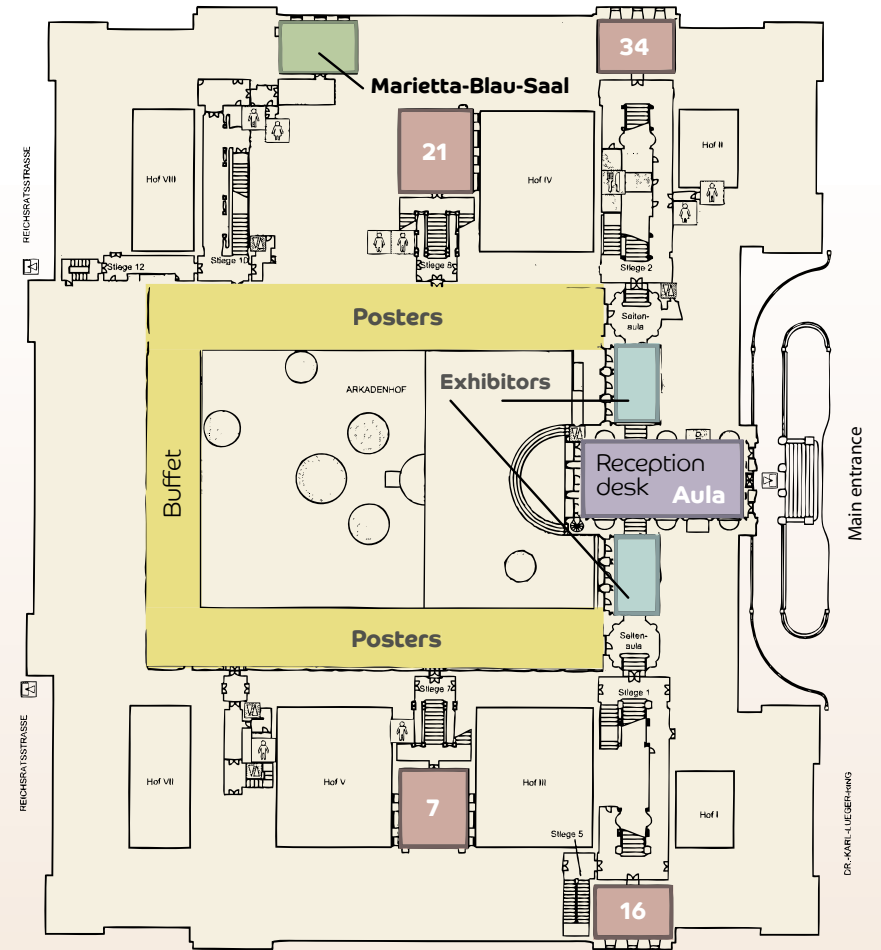 34
Marietta-Blau-Saal
21
Hof VIII
Hof IV
Hof II
REICHSRATSSTRASSE
Stiege 12
Stiege 10
Stiege 8
Stiege 2
Seiten-
aula
Posters
Exhibitors
ARKADENHOF
Buffet
Reception
desk
Aula
Main entrance
Posters
Seiten-
aula
Stiege 7
Stiege 1
REICHSRATSSTRASSE
Hof VII
Hof V
7
Hof III
Hof I
DR.-KARL-LUEGER-RING
Stiege 5
16